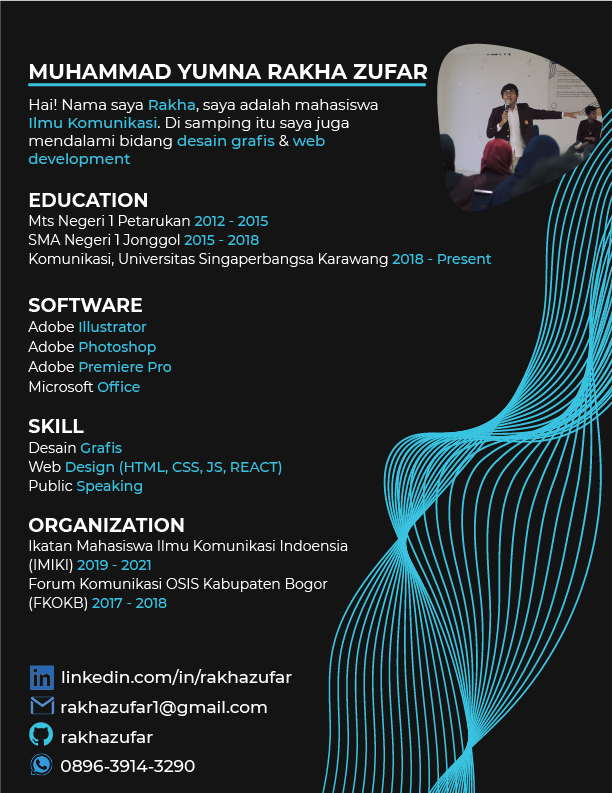 MUHAMMAD YUMNA RAKHA ZUFAR
Hai! Nama saya Rakha, saya adalah mahasiswa
Ilmu Komunikasi. Di samping itu saya juga
mendalami bidang desain grafis & web
development
EDUCATION
Mts Negeri 1 Petarukan 2012 - 2015
SMA Negeri 1 Jonggol 2015 - 2018
Komunikasi, Universitas Singaperbangsa Karawang 2018 - Present
SOFTWARE
Adobe Illustrator
Adobe Photoshop
Adobe Premiere Pro
Microsoft Office
SKILL
Desain Grafis
Web Design (HTML, CSS, JS, REACT)
Public Speaking
ORGANIZATION
Ikatan Mahasiswa Ilmu Komunikasi Indoensia
(IMIKI) 2019 - 2021
Forum Komunikasi OSIS Kabupaten Bogor
(FKOKB) 2017 - 2018
linkedin.com/in/rakhazufar
rakhazufar1@gmail.com
rakhazufar
0896-3914-3290